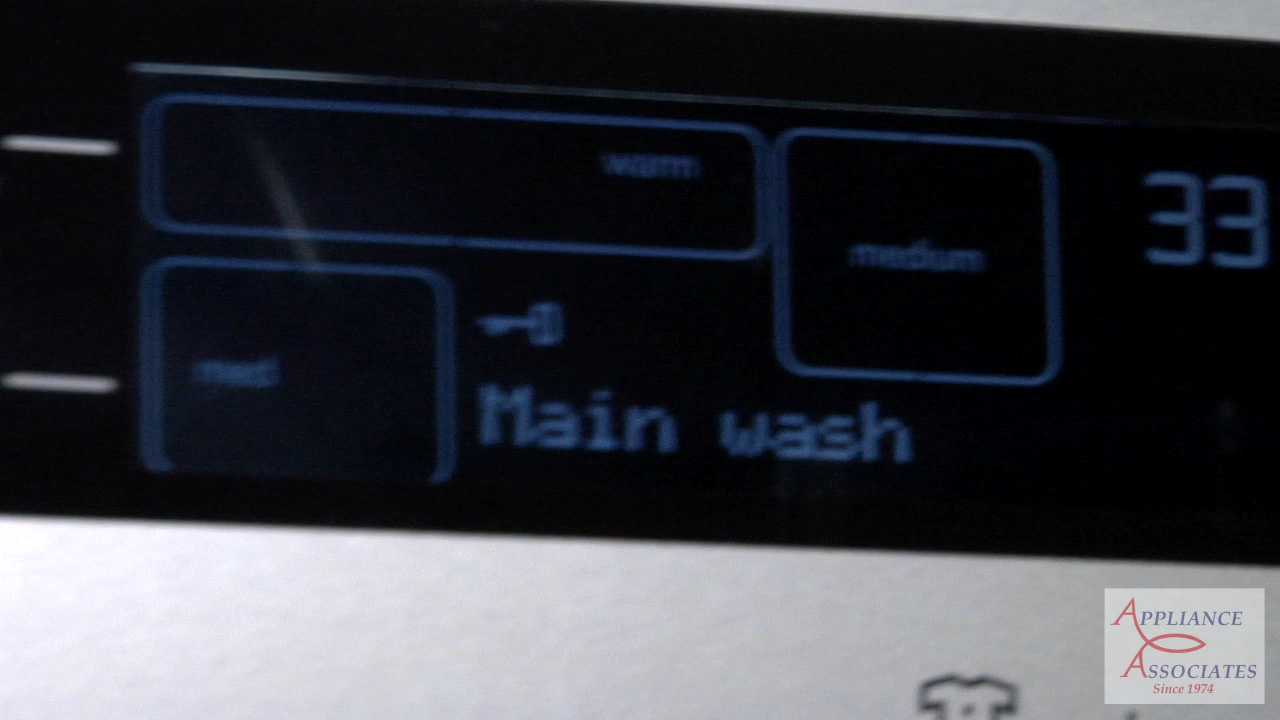 warm
medium
33
med
Main wash
APPLIANCE
ASSOCIATES
Since 1974